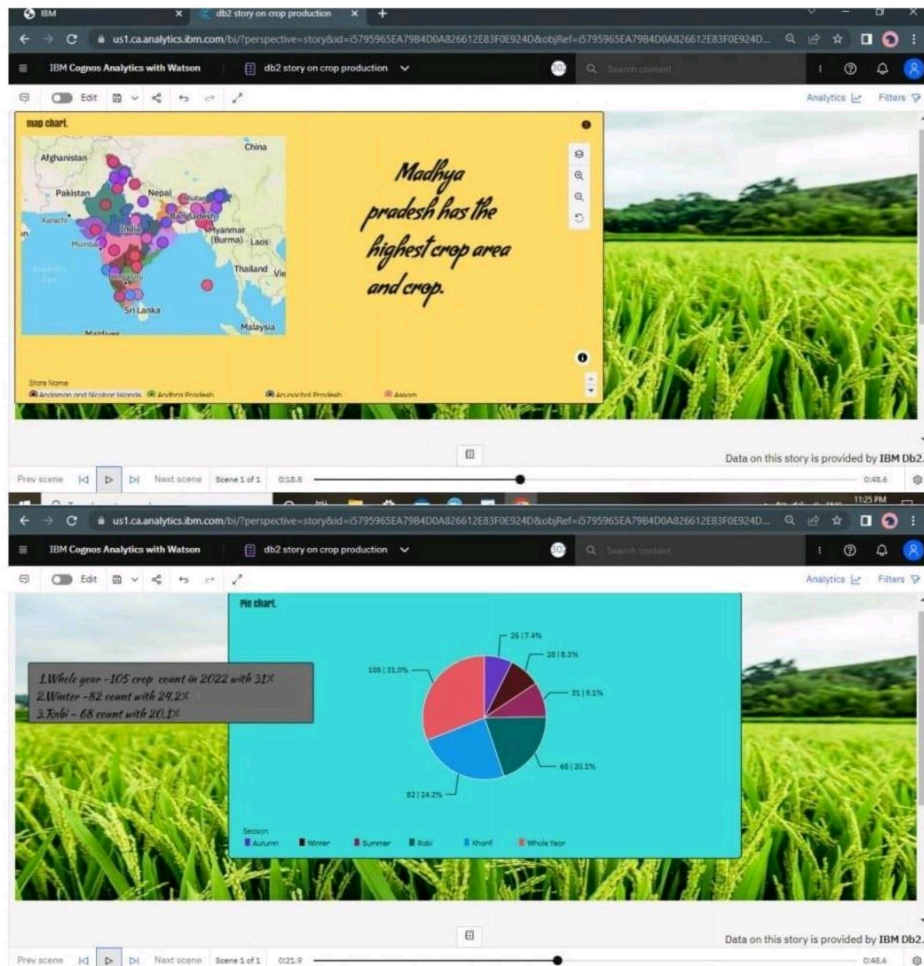 IBM
db2 story on crop production
us1.ca.analytics.ibm.com/bi/?perspective=story&id=i5795965EA79B4D0A826612E83F0E924D&objRef=i5795965EA79B4D0A826612E83F0E924D...
IBM Cognos Analytics with Watson
db2 story on crop production
Search content
Edit
Analytics
Filters
map chart.
China
Afghanistan
Pakistan
Nepal
Bhutan
Karachi
India
Bangladesh
Myanmar
(Burma)
Laos
Mumbai
Thailand
Vie
Sri Lanka
Maldives
Malaysia
Madhya
pradesh has the
highest crop area
and crop.
State Name
Andaman and Nicobar Islands
Andhra Pradesh
Arunachal Pradesh
Assam
Data on this story is provided by IBM Db2.
Prev scene
Next scene
Scene 1 of 1
0:18.6
0:48.6
11:25 PM
us1.ca.analytics.ibm.com/bi/?perspective=story&id=i5795965EA79B4D0A826612E83F0E924D&objRef=i5795965EA79B4D0A826612E83F0E924D...
IBM Cognos Analytics with Watson
db2 story on crop production
Search content
Edit
Analytics
Filters
Pie chart.
1.Whole year -105 crop count in 2022 with 31%
2.Winter -82 count with 24.2%
3.Rabi - 68 count with 20.1%
25 | 7.4%
28 | 8.3%
105 | 31.0%
31 | 9.1%
68 | 20.1%
82 | 24.2%
Season
Autumn
Winter
Summer
Rabi
Kharif
Whole Year
Data on this story is provided by IBM Db2.
Prev scene
Next scene
Scene 1 of 1
0:21.9
0:48.6